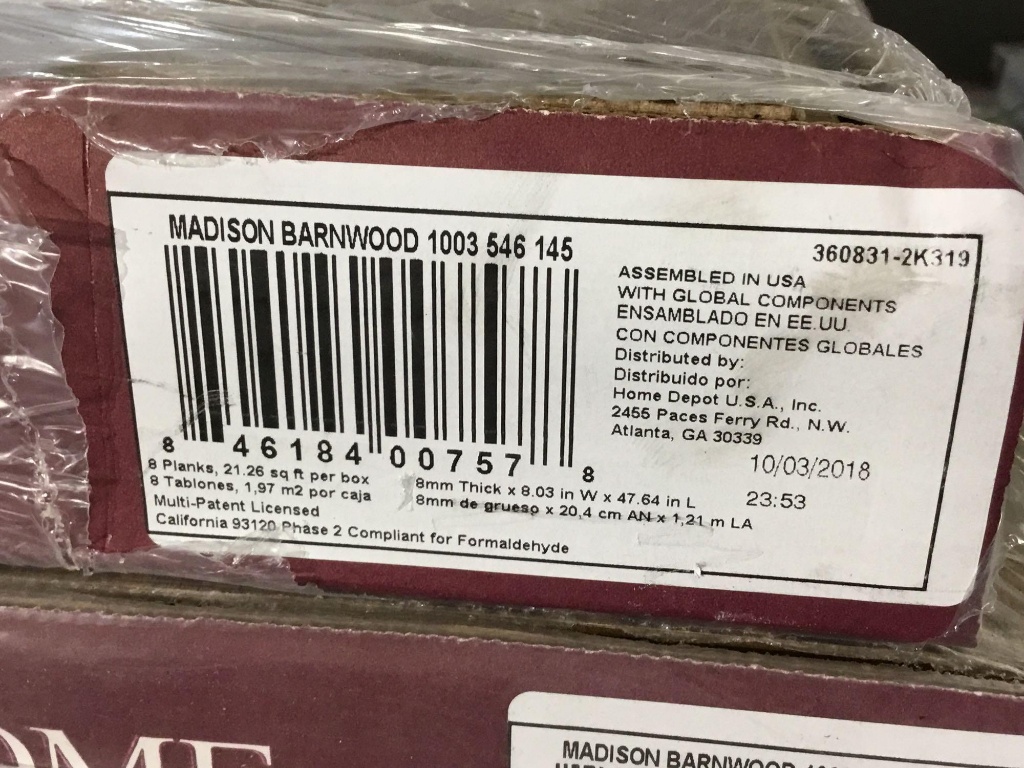 MADISON BARNWOOD 1003 546 145
360831-2K319
ASSEMBLED IN USA
WITH GLOBAL COMPONENTS
ENSAMBLADO EN EE.UU.
CON COMPONENTES GLOBALES
Distributed by:
Distribuido por:
Home Depot U.S.A., Inc.
2455 Paces Ferry Rd., N.W.
Atlanta, GA 30339
10/03/2018
23:53
8 46184 00757 8
8 Planks, 21.26 sq ft per box
8 Tablones, 1,97 m2 por caja
8mm Thick x 8.03 in W x 47.64 in L
8mm de grueso x 20,4 cm AN x 1,21 m LA
Multi-Patent Licensed
California 93120 Phase 2 Compliant for Formaldehyde
MADISON BARNWOOD